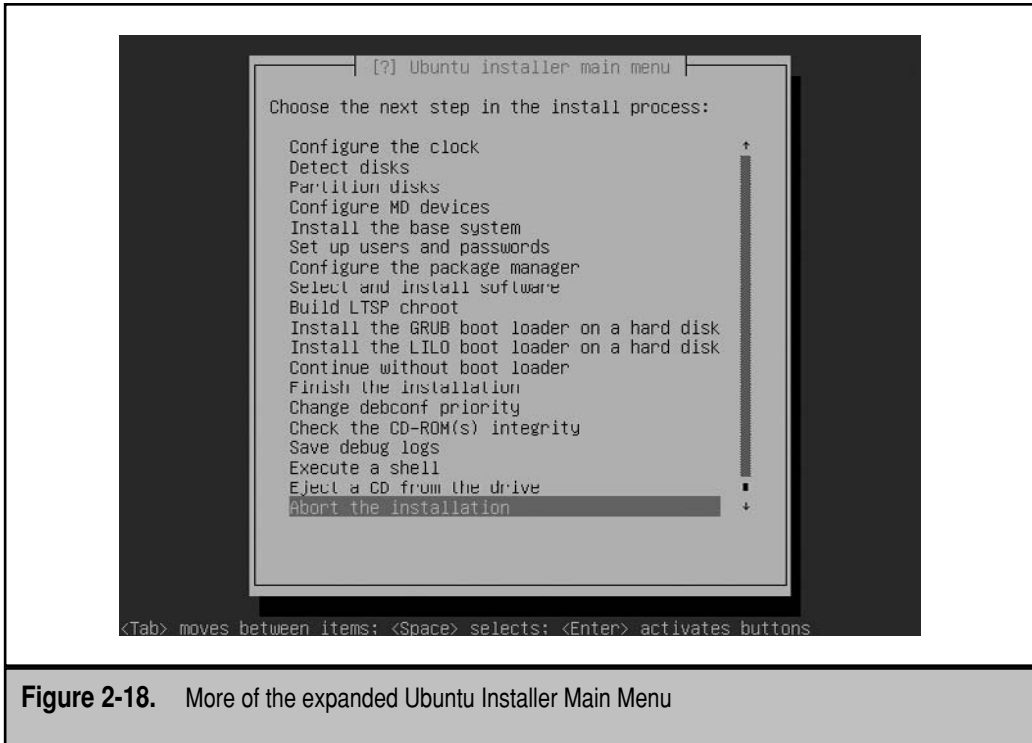 [?] Ubuntu installer main menu
Choose the next step in the install process:
Configure the clock
Detect disks
Partition disks
Configure MD devices
Install the base system
Set up users and passwords
Configure the package manager
Select and install software
Build LTSP chroot
Install the GRUB boot loader on a hard disk
Install the LILO boot loader on a hard disk
Continue without boot loader
Finish the installation
Change debconf priority
Check the CD-ROM(s) integrity
Save debug logs
Execute a shell
Eject a CD from the drive
Abort the installation
<Tab> moves between items; <Space> selects; <Enter> activates buttons
Figure 2-18. More of the expanded Ubuntu Installer Main Menu